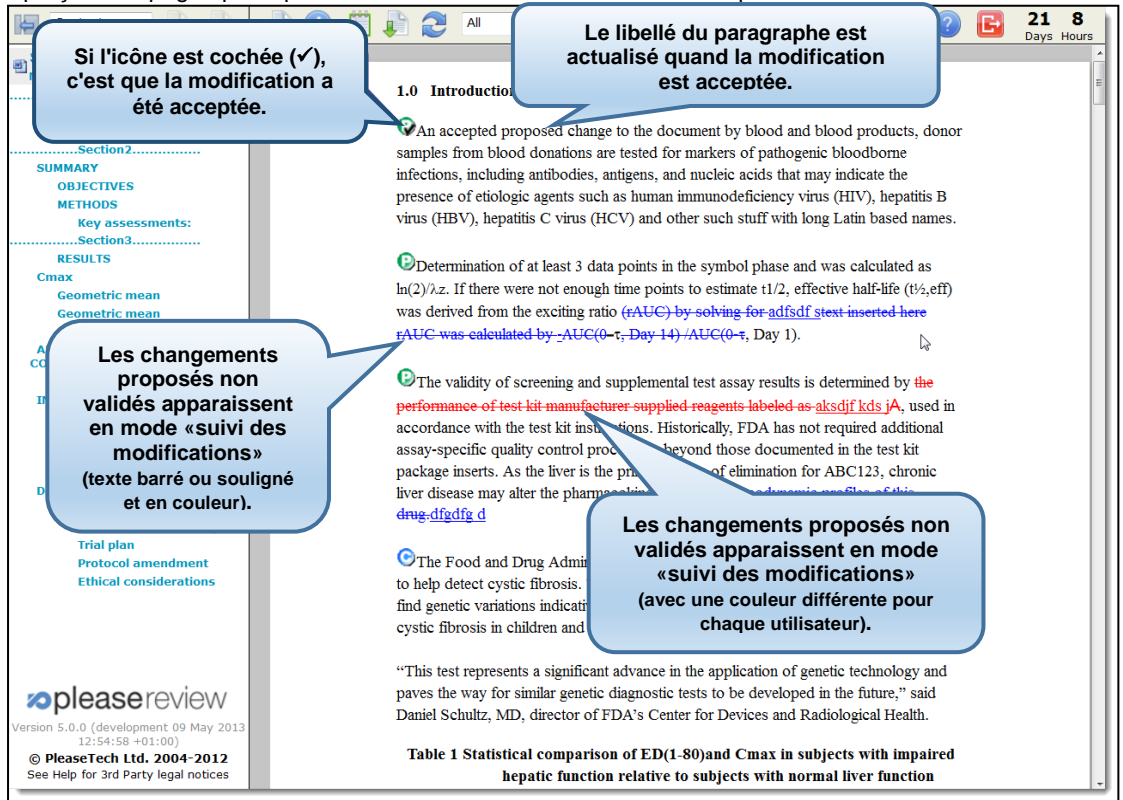 All
21 8
Days Hours
Si l'icône est cochée (✓),
c'est que la modification a
été acceptée.
Le libellé du paragraphe est
actualisé quand la modification
est acceptée.
................Section2................
SUMMARY
OBJECTIVES
METHODS
Key assessments:
................Section3................
RESULTS
Cmax
Geometric mean
Geometric mean
Les changements
proposés non
validés apparaissent
en mode «suivi des
modifications»
(texte barré ou souligné
et en couleur).
Trial plan
Protocol amendment
Ethical considerations
pleasereview
Version 5.0.0 (development 09 May 2013
12:54:58 +01:00)
© PleaseTech Ltd. 2004-2012
See Help for 3rd Party legal notices
1.0 Introduction
An accepted proposed change to the document by blood and blood products, donor
samples from blood donations are tested for markers of pathogenic bloodborne
infections, including antibodies, antigens, and nucleic acids that may indicate the
presence of etiologic agents such as human immunodeficiency virus (HIV), hepatitis B
virus (HBV), hepatitis C virus (HCV) and other such stuff with long Latin based names.
Determination of at least 3 data points in the symbol phase and was calculated as
ln(2)/λz. If there were not enough time points to estimate t1/2, effective half-life (t½,eff)
was derived from the exciting ratio (rAUC) by solving for adfsdf stext inserted here
rAUC was calculated by -AUC(0–τ, Day 14) /AUC(0-τ, Day 1).
The validity of screening and supplemental test assay results is determined by the
performance of test kit manufacturer supplied reagents labeled as aksdjf kds jA, used in
accordance with the test kit instructions. Historically, FDA has not required additional
assay-specific quality control beyond those documented in the test kit
package inserts. As the liver is the of elimination for ABC123, chronic
liver disease may alter the profiles of this
drug.dfgdfg d
Les changements proposés non
validés apparaissent en mode
«suivi des modifications»
(avec une couleur différente pour
chaque utilisateur).
The Food and Drug
to help detect cystic fibrosis.
find genetic variations
cystic fibrosis in children and
“This test represents a significant advance in the application of genetic technology and
paves the way for similar genetic diagnostic tests to be developed in the future,” said
Daniel Schultz, MD, director of FDA’s Center for Devices and Radiological Health.
Table 1 Statistical comparison of ED(1-80)and Cmax in subjects with impaired
hepatic function relative to subjects with normal liver function